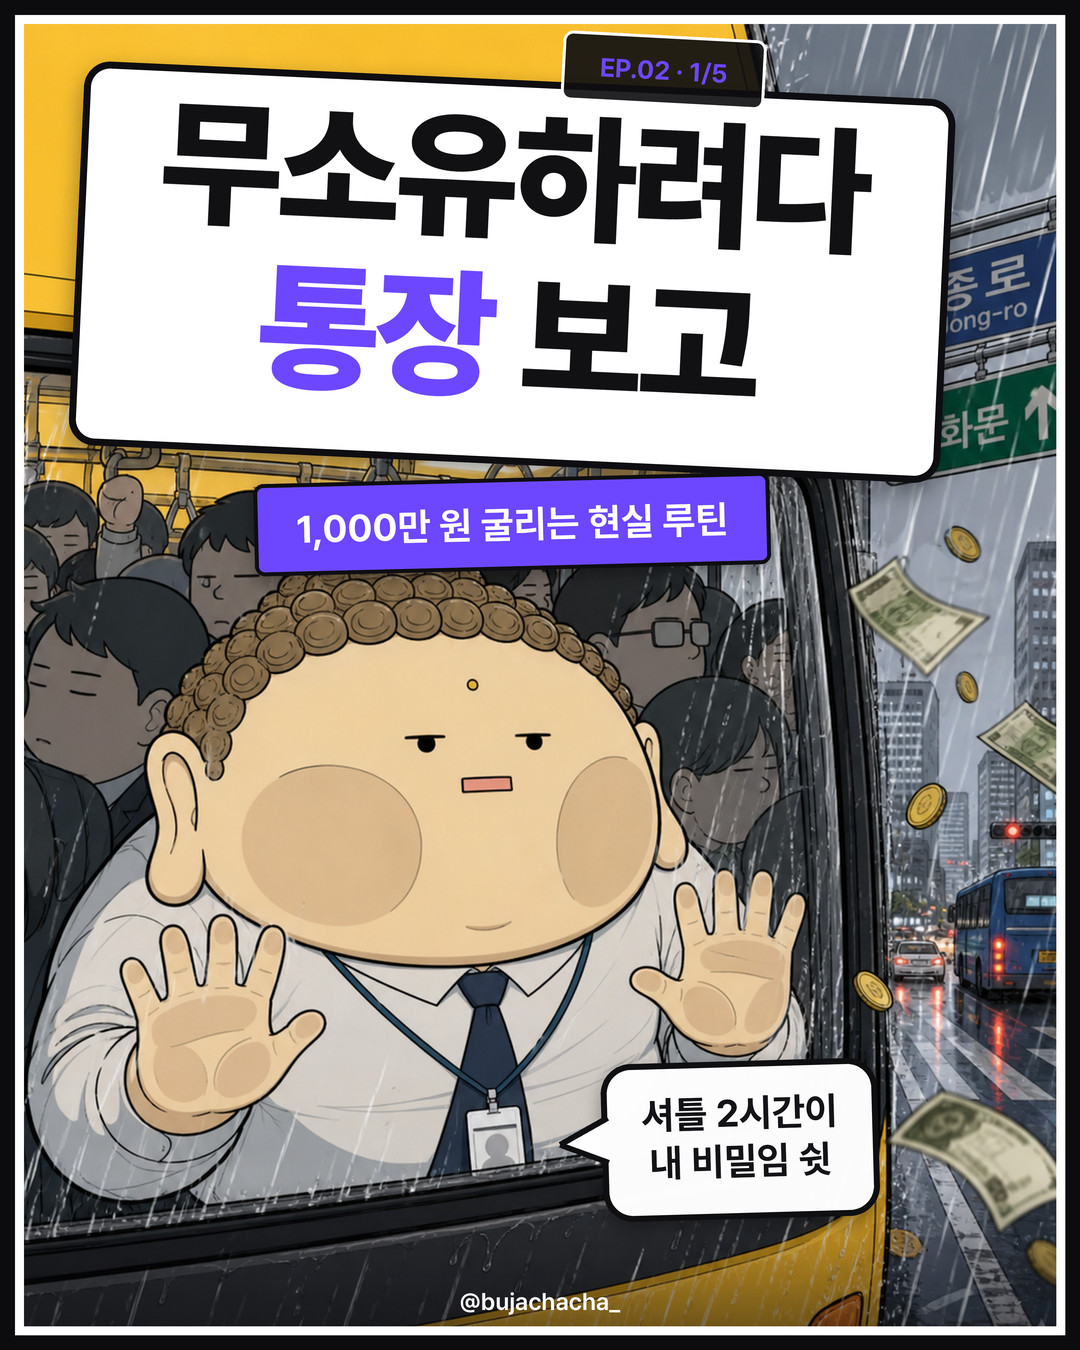 EP.02 · 1/5
무소유하려다
통장 보고
종로
Jong-ro
화문
1,000만 원 굴리는 현실 루틴
셔틀 2시간이
내 비밀임 쉿
@bujachacha_